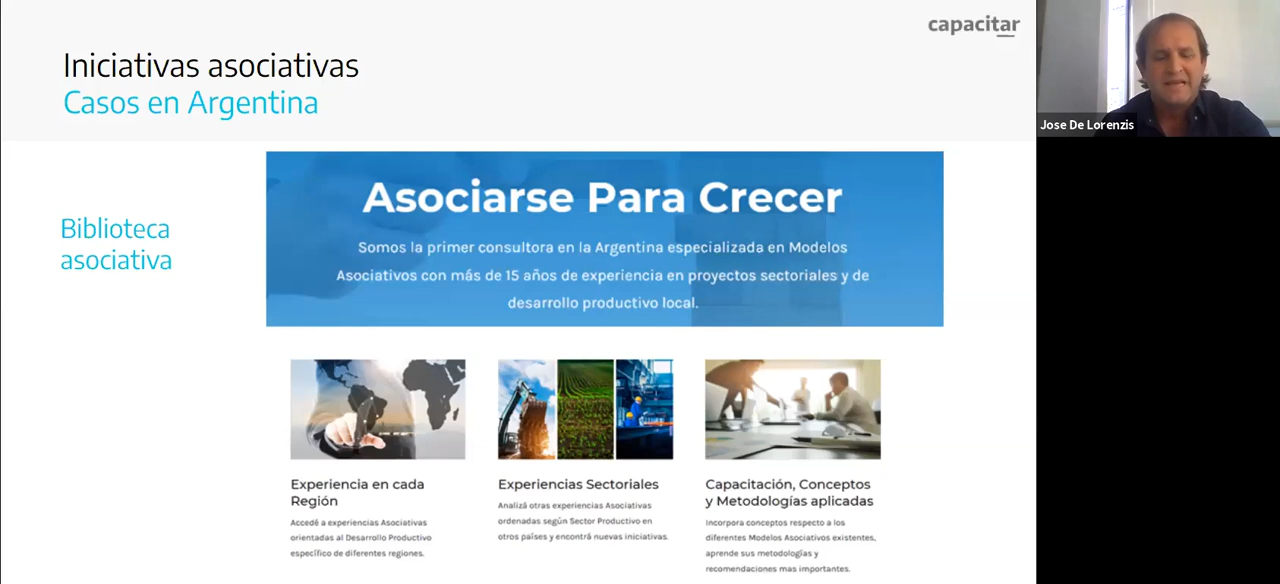 capacitar
Iniciativas asociativas
Casos en Argentina
Jose De Lorenzis
Biblioteca
asociativa
Asociarse Para Crecer
Somos la primer consultora en la Argentina especializada en Modelos
Asociativos con más de 15 años de experiencia en proyectos sectoriales y de
desarrollo productivo local.
Experiencia en cada
Región
Accedé a experiencias Asociativas
orientadas al Desarrollo Productivo
específico de diferentes regiones.
Experiencias Sectoriales
Analizá otras experiencias Asociativas
ordenadas según Sector Productivo en
otros países y encontrá nuevas iniciativas.
Capacitación, Conceptos
y Metodologías aplicadas
Incorpora conceptos respecto a los
diferentes Modelos Asociativos existentes,
aprende sus metodologías y
recomendaciones mas importantes.